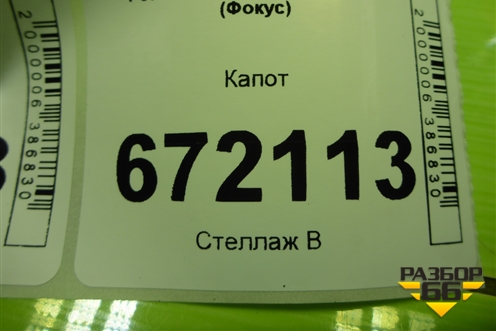 (Фокус)
Капот
672113
Стеллаж В
2000006386830
2000006386830
РАЗБОР
66